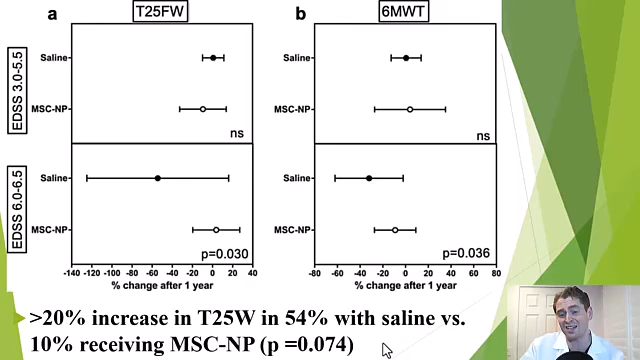 a
T25FW
b
6MWT
EDSS 3.0-5.5
Saline
MSC-NP
ns
Saline
MSC-NP
ns
EDSS 6.0-6.5
Saline
MSC-NP
p=0.030
Saline
MSC-NP
p=0.036
-140 -120 -100 -80 -60 -40 -20 0 20 40
% change after 1 year
-80 -60 -40 -20 0 20 40 60 80
% change after 1 year
>20% increase in T25W in 54% with saline vs.
10% receiving MSC-NP (p =0.074)